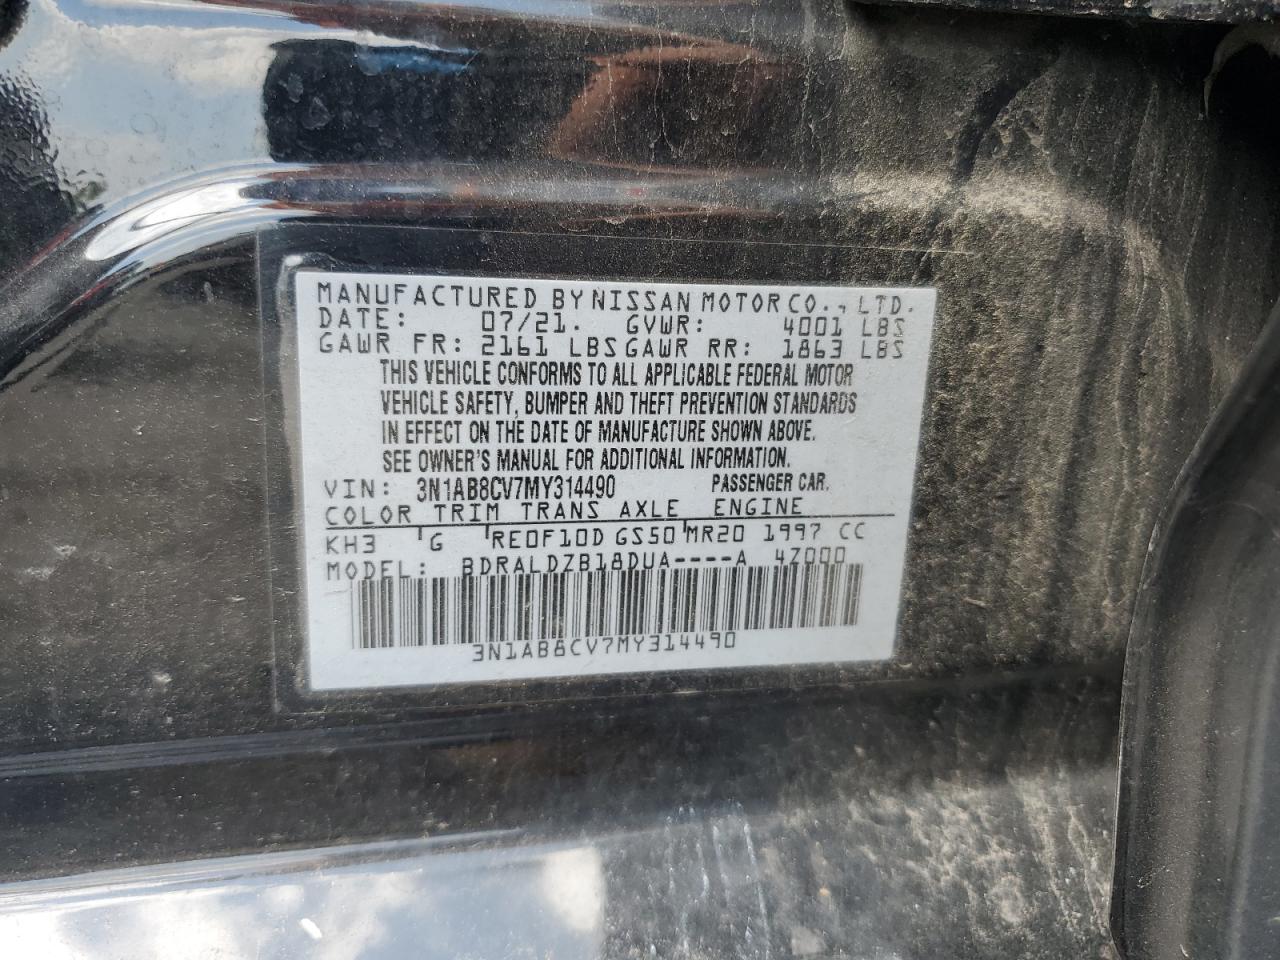 MANUFACTURED BY NISSAN MOTOR CO., LTD.
DATE: 07/21. GVWR: 4001 LBS
GAWR FR: 2161 LBS GAWR RR: 1863 LBS
THIS VEHICLE CONFORMS TO ALL APPLICABLE FEDERAL MOTOR
VEHICLE SAFETY, BUMPER AND THEFT PREVENTION STANDARDS
IN EFFECT ON THE DATE OF MANUFACTURE SHOWN ABOVE.
SEE OWNER'S MANUAL FOR ADDITIONAL INFORMATION.
VIN: 3N1AB8CV7MY314490 PASSENGER CAR.
COLOR TRIM TRANS AXLE ENGINE
KH3 G RE0F10D GS50 MR20 1997 CC
MODEL: BDRALDZB18DUA----A 4Z000
3N1AB8CV7MY314490